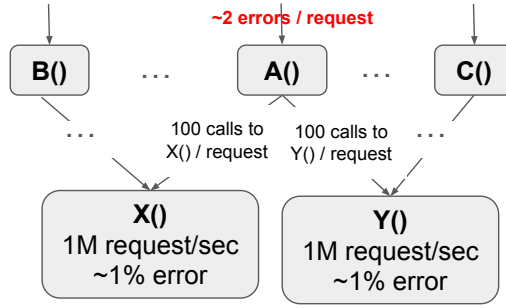 ~2 errors / request
B()
...
A()
...
C()
...
100 calls to
X() / request
100 calls to
Y() / request
...
X()
1M request/sec
~1% error
Y()
1M request/sec
~1% error